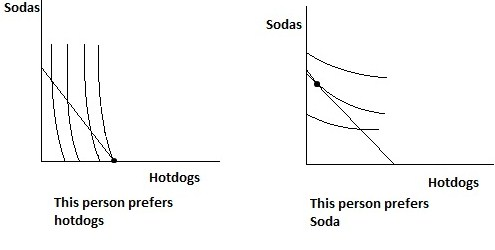 Sodas
Hotdogs
This person prefers
hotdogs
Sodas
Hotdogs
This person prefers
Soda